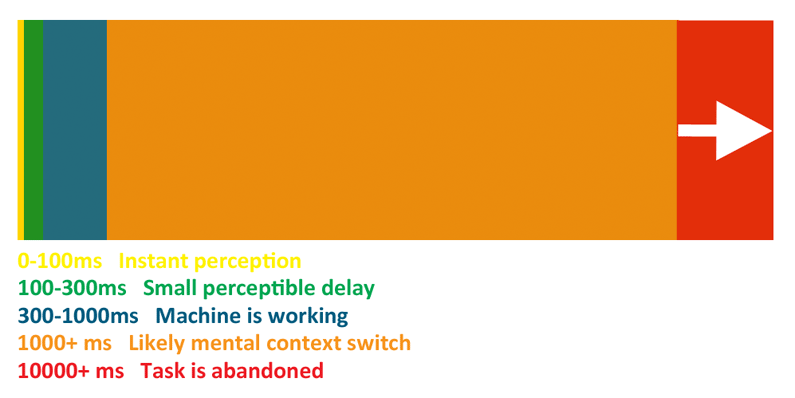 0-100ms Instant perception
100-300ms Small perceptible delay
300-1000ms Machine is working
1000+ ms Likely mental context switch
10000+ ms Task is abandoned